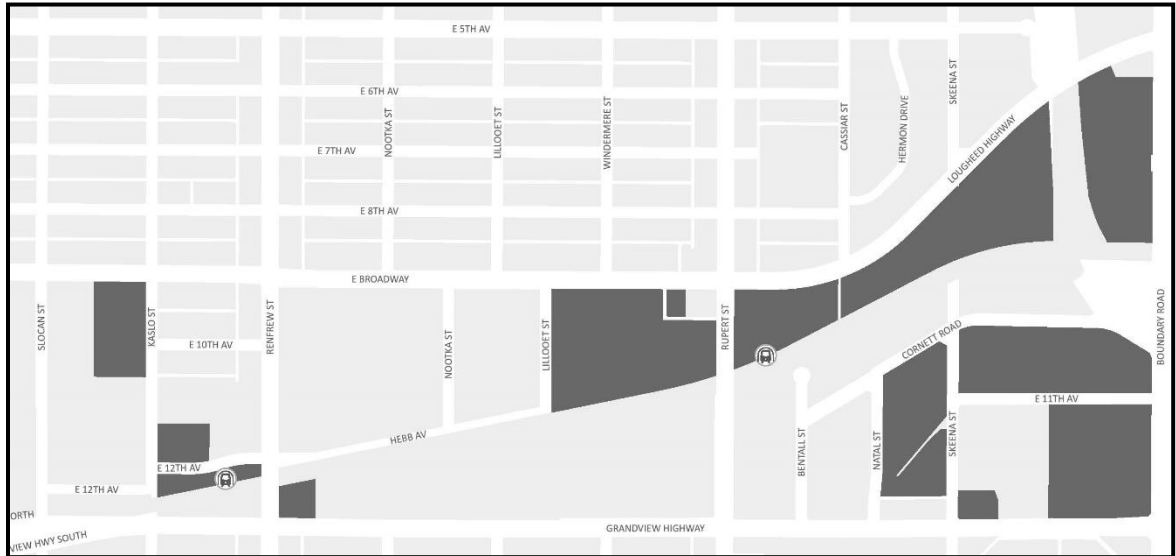 E 5TH AV
E 6TH AV
E 7TH AV
E 8TH AV
NOOTKA ST
LILLOOET ST
WINDERMERE ST
CASSIAR ST
HERMON DRIVE
SKEENA ST
LOUGHEED HIGHWAY
E BROADWAY
SLOCAN ST
KASLO ST
RENFREW ST
E 10TH AV
NOOTKA ST
LILLOOET ST
RUPERT ST
CORNETT ROAD
BOUNDARY ROAD
E 11TH AV
HEBB AV
BENTALL ST
NATAL ST
SKEENA ST
E 12TH AV
E 12TH AV
ORTH
VIEW HWY SOUTH
GRANDVIEW HIGHWAY